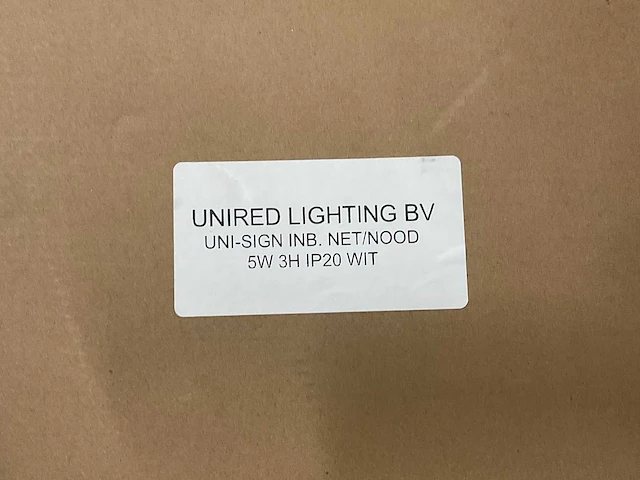 UNIRED LIGHTING BV
UNI-SIGN INB. NET/NOOD
5W 3H IP20 WIT